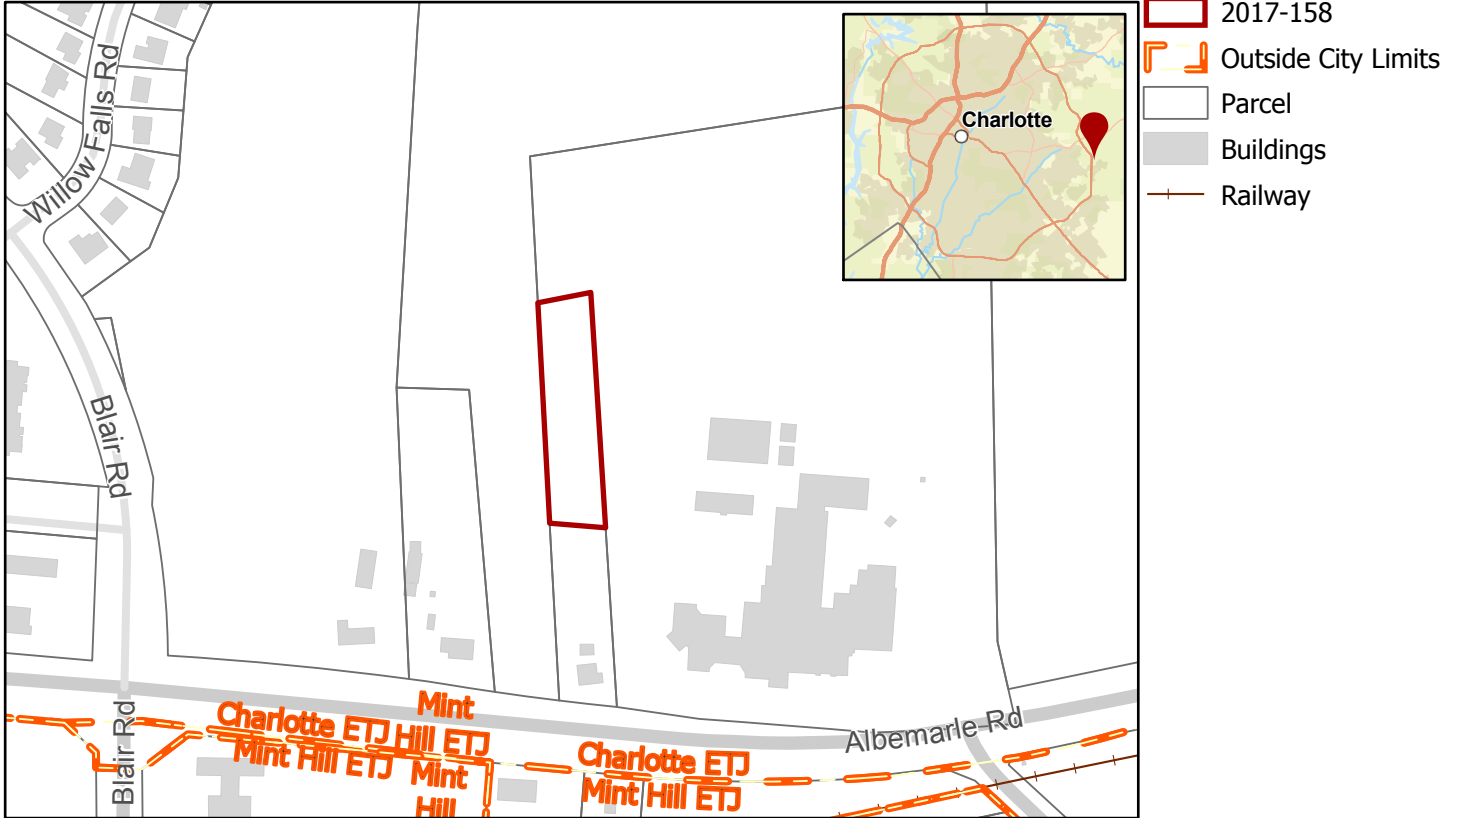 2017-158
Outside City Limits
Parcel
Buildings
Railway
Charlotte
Willow Falls Rd
Blair Rd
Blair Rd
Albemarle Rd
Mint
Hill ETJ
Charlotte ETJ
Mint Hill ETJ
Mint
Hill
Charlotte ETJ
Mint Hill ETJ